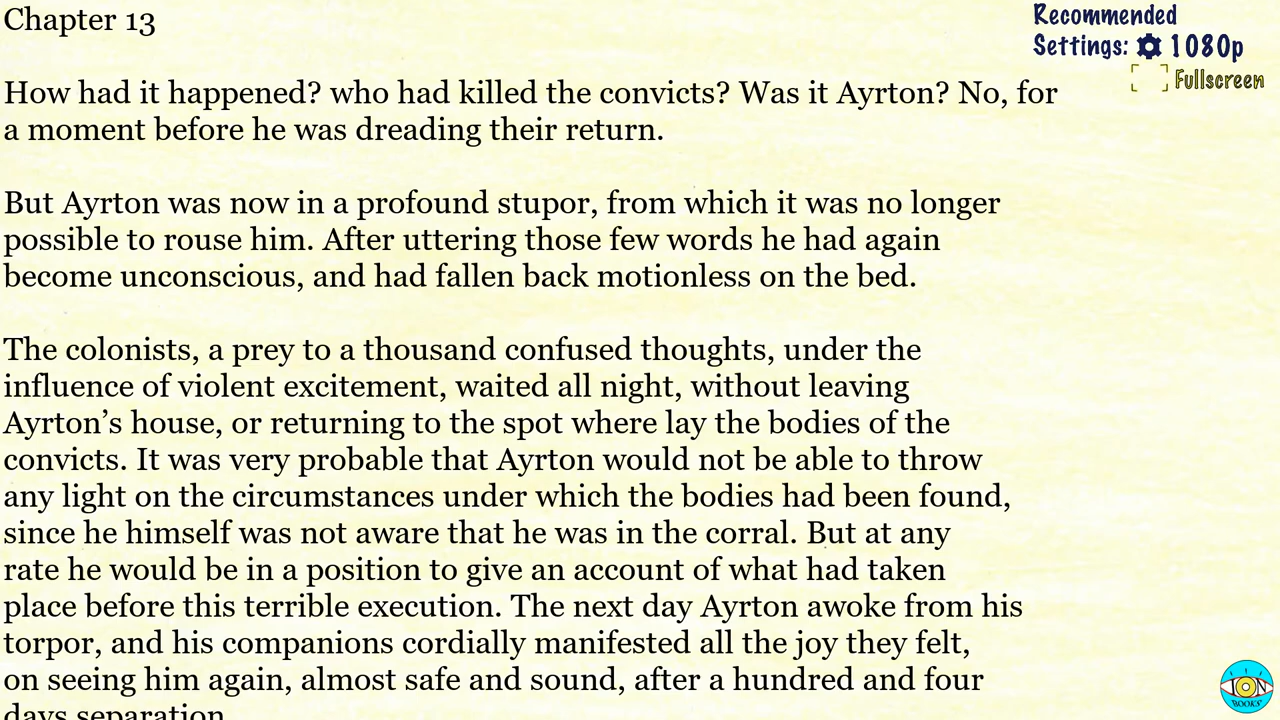 Chapter 13
Recommended
Settings: 1080p
Fullscreen
How had it happened? who had killed the convicts? Was it Ayrton? No, for
a moment before he was dreading their return.
But Ayrton was now in a profound stupor, from which it was no longer
possible to rouse him. After uttering those few words he had again
become unconscious, and had fallen back motionless on the bed.
The colonists, a prey to a thousand confused thoughts, under the
influence of violent excitement, waited all night, without leaving
Ayrton’s house, or returning to the spot where lay the bodies of the
convicts. It was very probable that Ayrton would not be able to throw
any light on the circumstances under which the bodies had been found,
since he himself was not aware that he was in the corral. But at any
rate he would be in a position to give an account of what had taken
place before this terrible execution. The next day Ayrton awoke from his
torpor, and his companions cordially manifested all the joy they felt,
on seeing him again, almost safe and sound, after a hundred and four
days separation.
ION
BOOKS